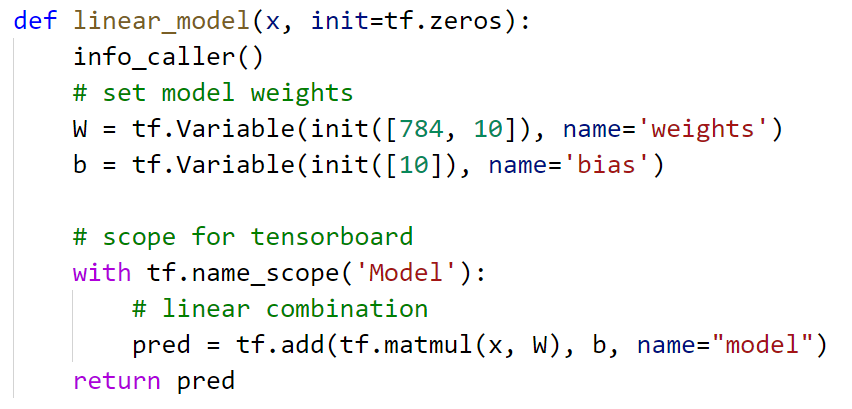 def linear_model(x, init=tf.zeros):
    info_caller()
    # set model weights
    W = tf.Variable(init([784, 10]), name='weights')
    b = tf.Variable(init([10]), name='bias')

    # scope for tensorboard
    with tf.name_scope('Model'):
        # linear combination
        pred = tf.add(tf.matmul(x, W), b, name="model")
    return pred